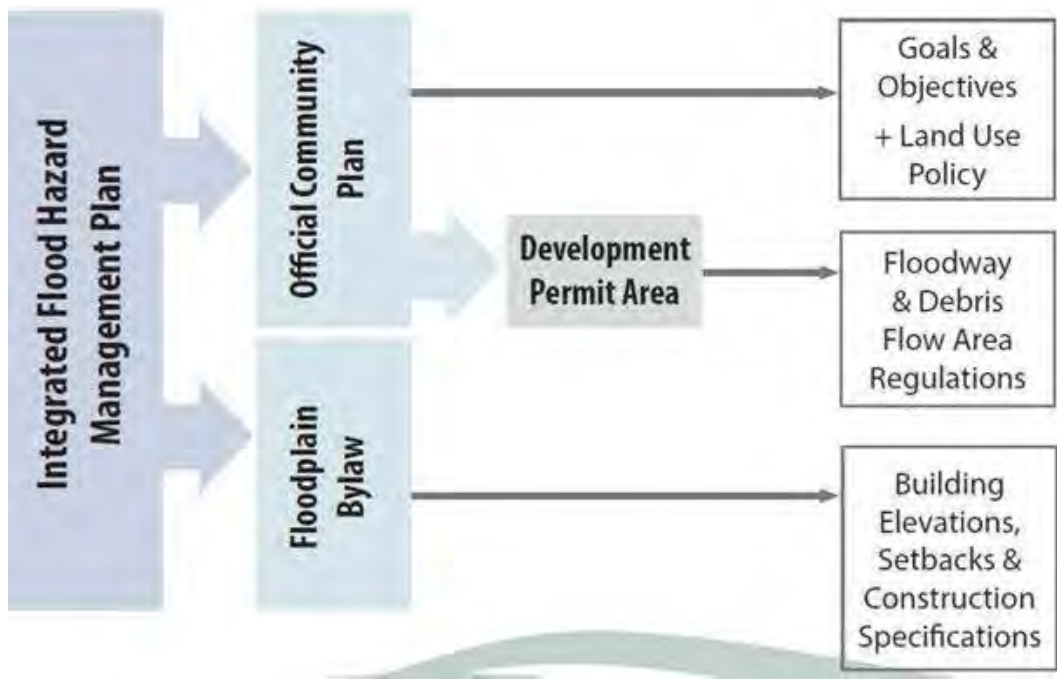 Integrated Flood Hazard
Management Plan
Official Community
Plan
Floodplain
Bylaw
Development
Permit Area
Goals &
Objectives
+ Land Use
Policy
Floodway
& Debris
Flow Area
Regulations
Building
Elevations,
Setbacks &
Construction
Specifications